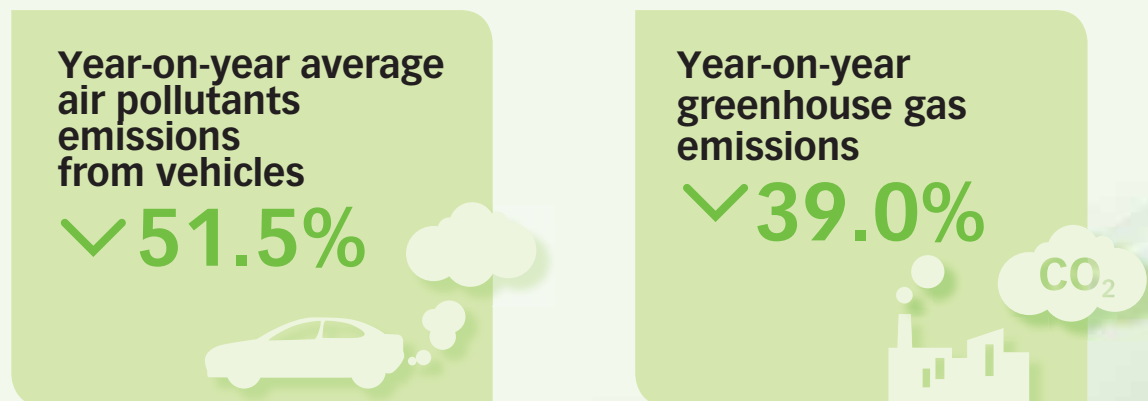 Year-on-year average
air pollutants
emissions
from vehicles
51.5%
Year-on-year
greenhouse gas
emissions
39.0%
CO₂